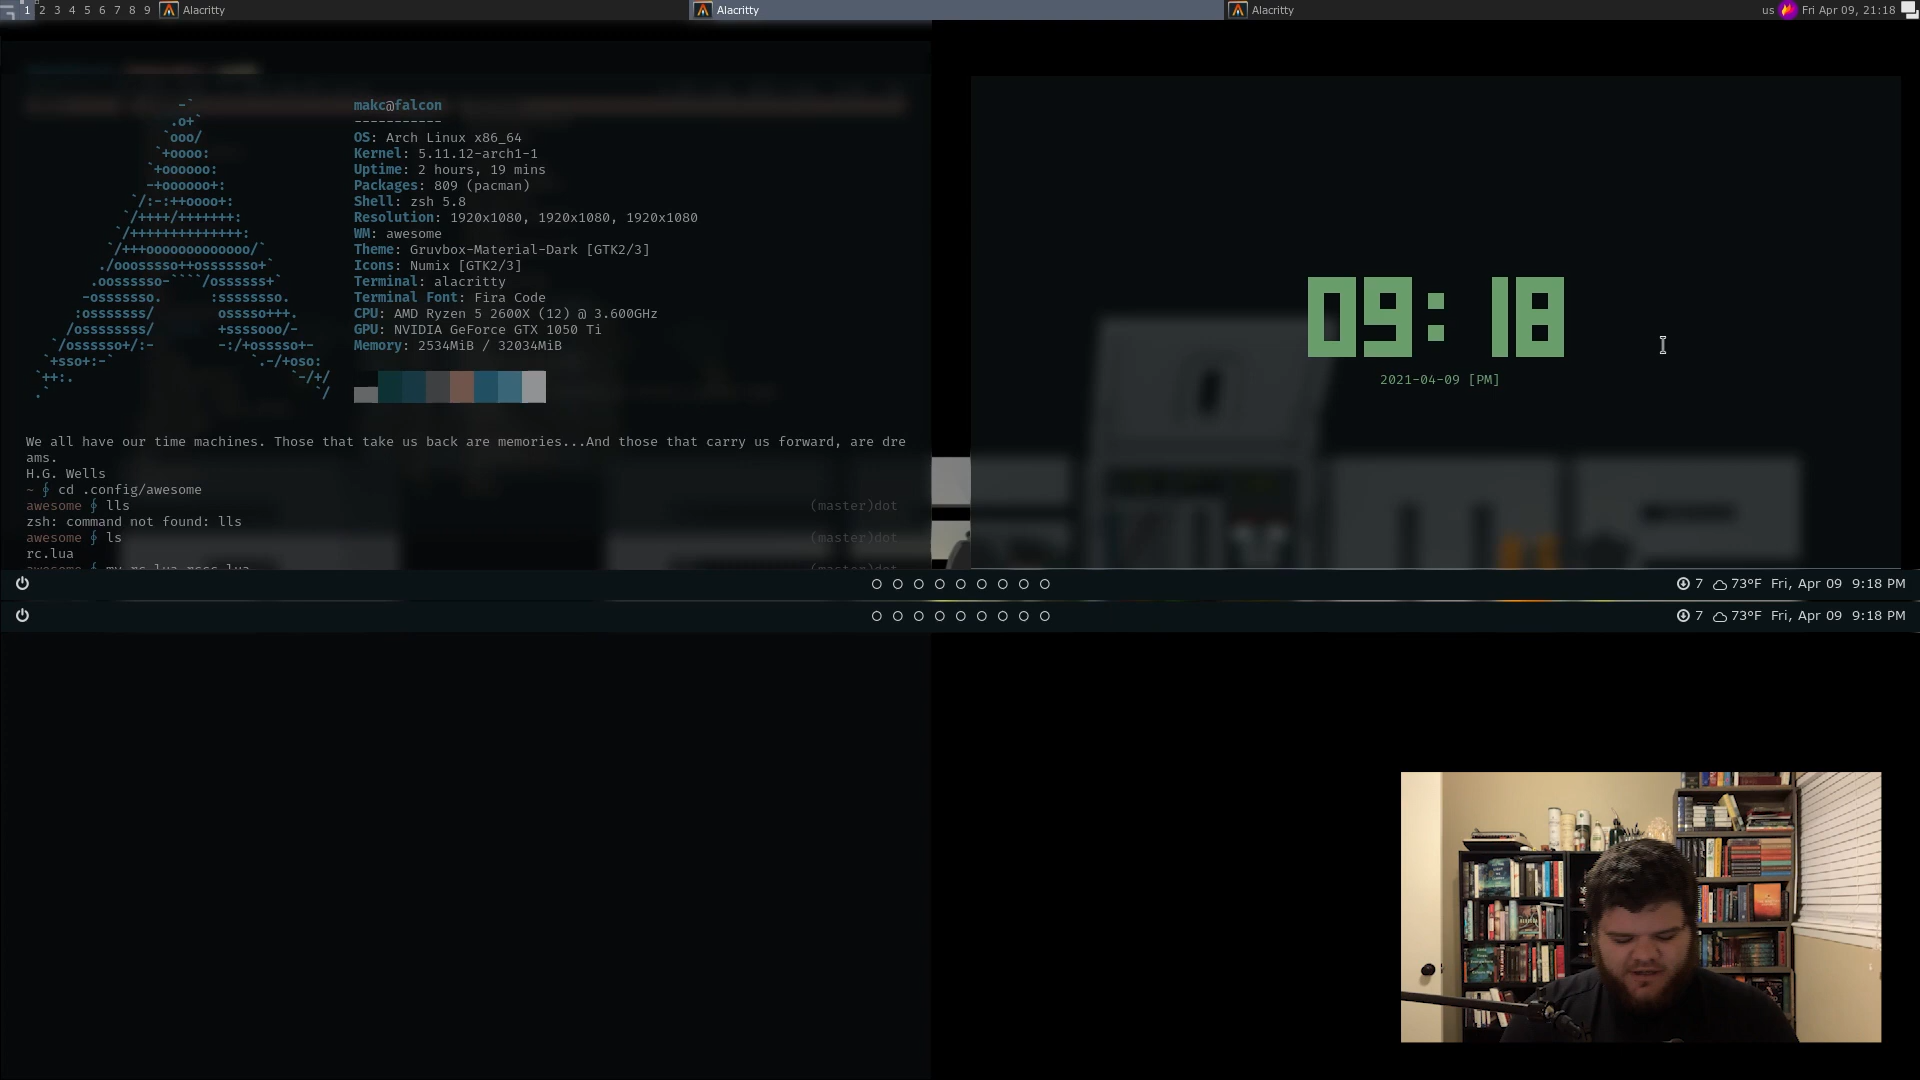 1 2 3 4 5 6 7 8 9 Alacritty Alacritty Alacritty us Fri Apr 09, 21:18
makc@falcon
-----------
OS: Arch Linux x86_64
Kernel: 5.11.12-arch1-1
Uptime: 2 hours, 19 mins
Packages: 809 (pacman)
Shell: zsh 5.8
Resolution: 1920x1080, 1920x1080, 1920x1080
WM: awesome
Theme: Gruvbox-Material-Dark [GTK2/3]
Icons: Numix [GTK2/3]
Terminal: alacritty
Terminal Font: Fira Code
CPU: AMD Ryzen 5 2600X (12) @ 3.600GHz
GPU: NVIDIA GeForce GTX 1050 Ti
Memory: 2534MiB / 32034MiB
We all have our time machines. Those that take us back are memories...And those that carry us forward, are dre
ams.
H.G. Wells
~ ∮ cd .config/awesome
awesome ∮ lls (master)dot
zsh: command not found: lls
awesome ∮ ls (master)dot
rc.lua
09:18
2021-04-09 [PM]
7 73°F Fri, Apr 09 9:18 PM
7 73°F Fri, Apr 09 9:18 PM